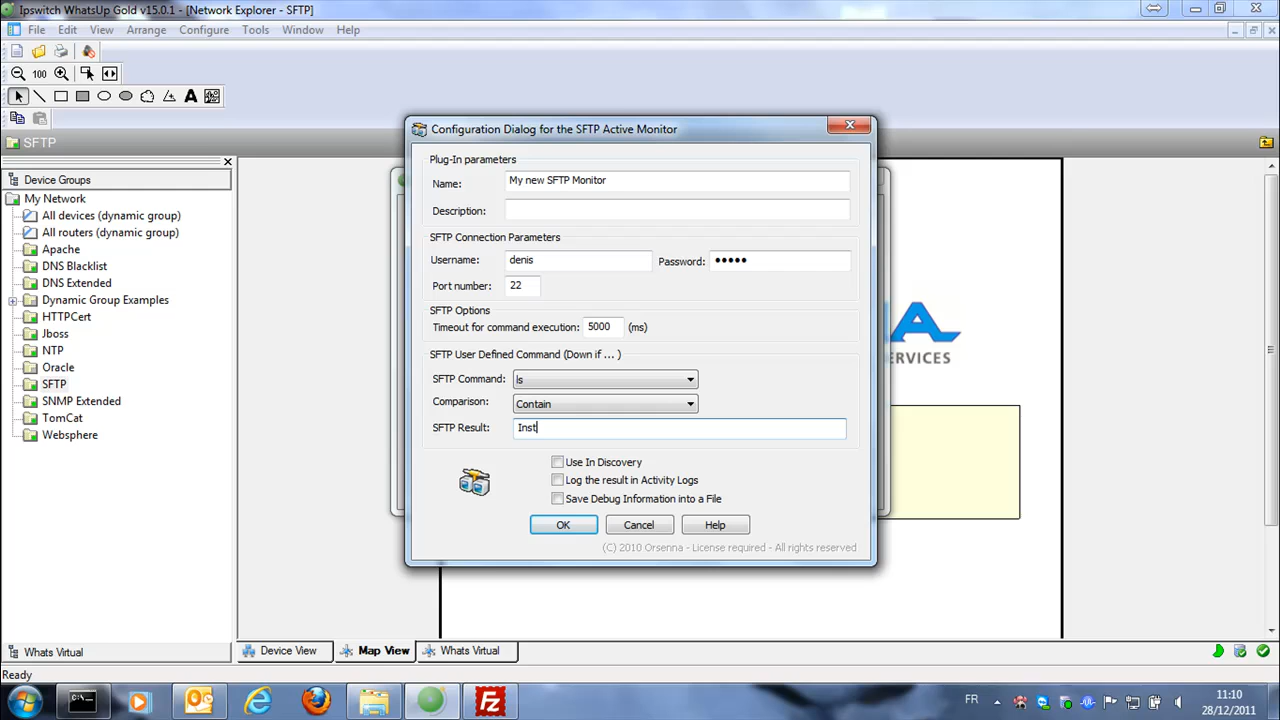 Ipswitch WhatsUp Gold v15.0.1 - [Network Explorer - SFTP]
File Edit View Arrange Configure Tools Window Help
100
A
SFTP
Device Groups
My Network
All devices (dynamic group)
All routers (dynamic group)
Apache
DNS Blacklist
DNS Extended
Dynamic Group Examples
HTTPCert
Jboss
NTP
Oracle
SFTP
SNMP Extended
TomCat
Websphere
Whats Virtual
Configuration Dialog for the SFTP Active Monitor
Plug-In parameters
Name: My new SFTP Monitor
Description:
SFTP Connection Parameters
Username: denis Password: •••••
Port number: 22
SFTP Options
Timeout for command execution: 5000 (ms)
SFTP User Defined Command (Down if ... )
SFTP Command: ls
Comparison: Contain
SFTP Result: Inst
Use In Discovery
Log the result in Activity Logs
Save Debug Information into a File
OK Cancel Help
(C) 2010 Orsenna - License required - All rights reserved
A
SERVICES
Device View Map View Whats Virtual
Ready
FR
11:10
28/12/2011